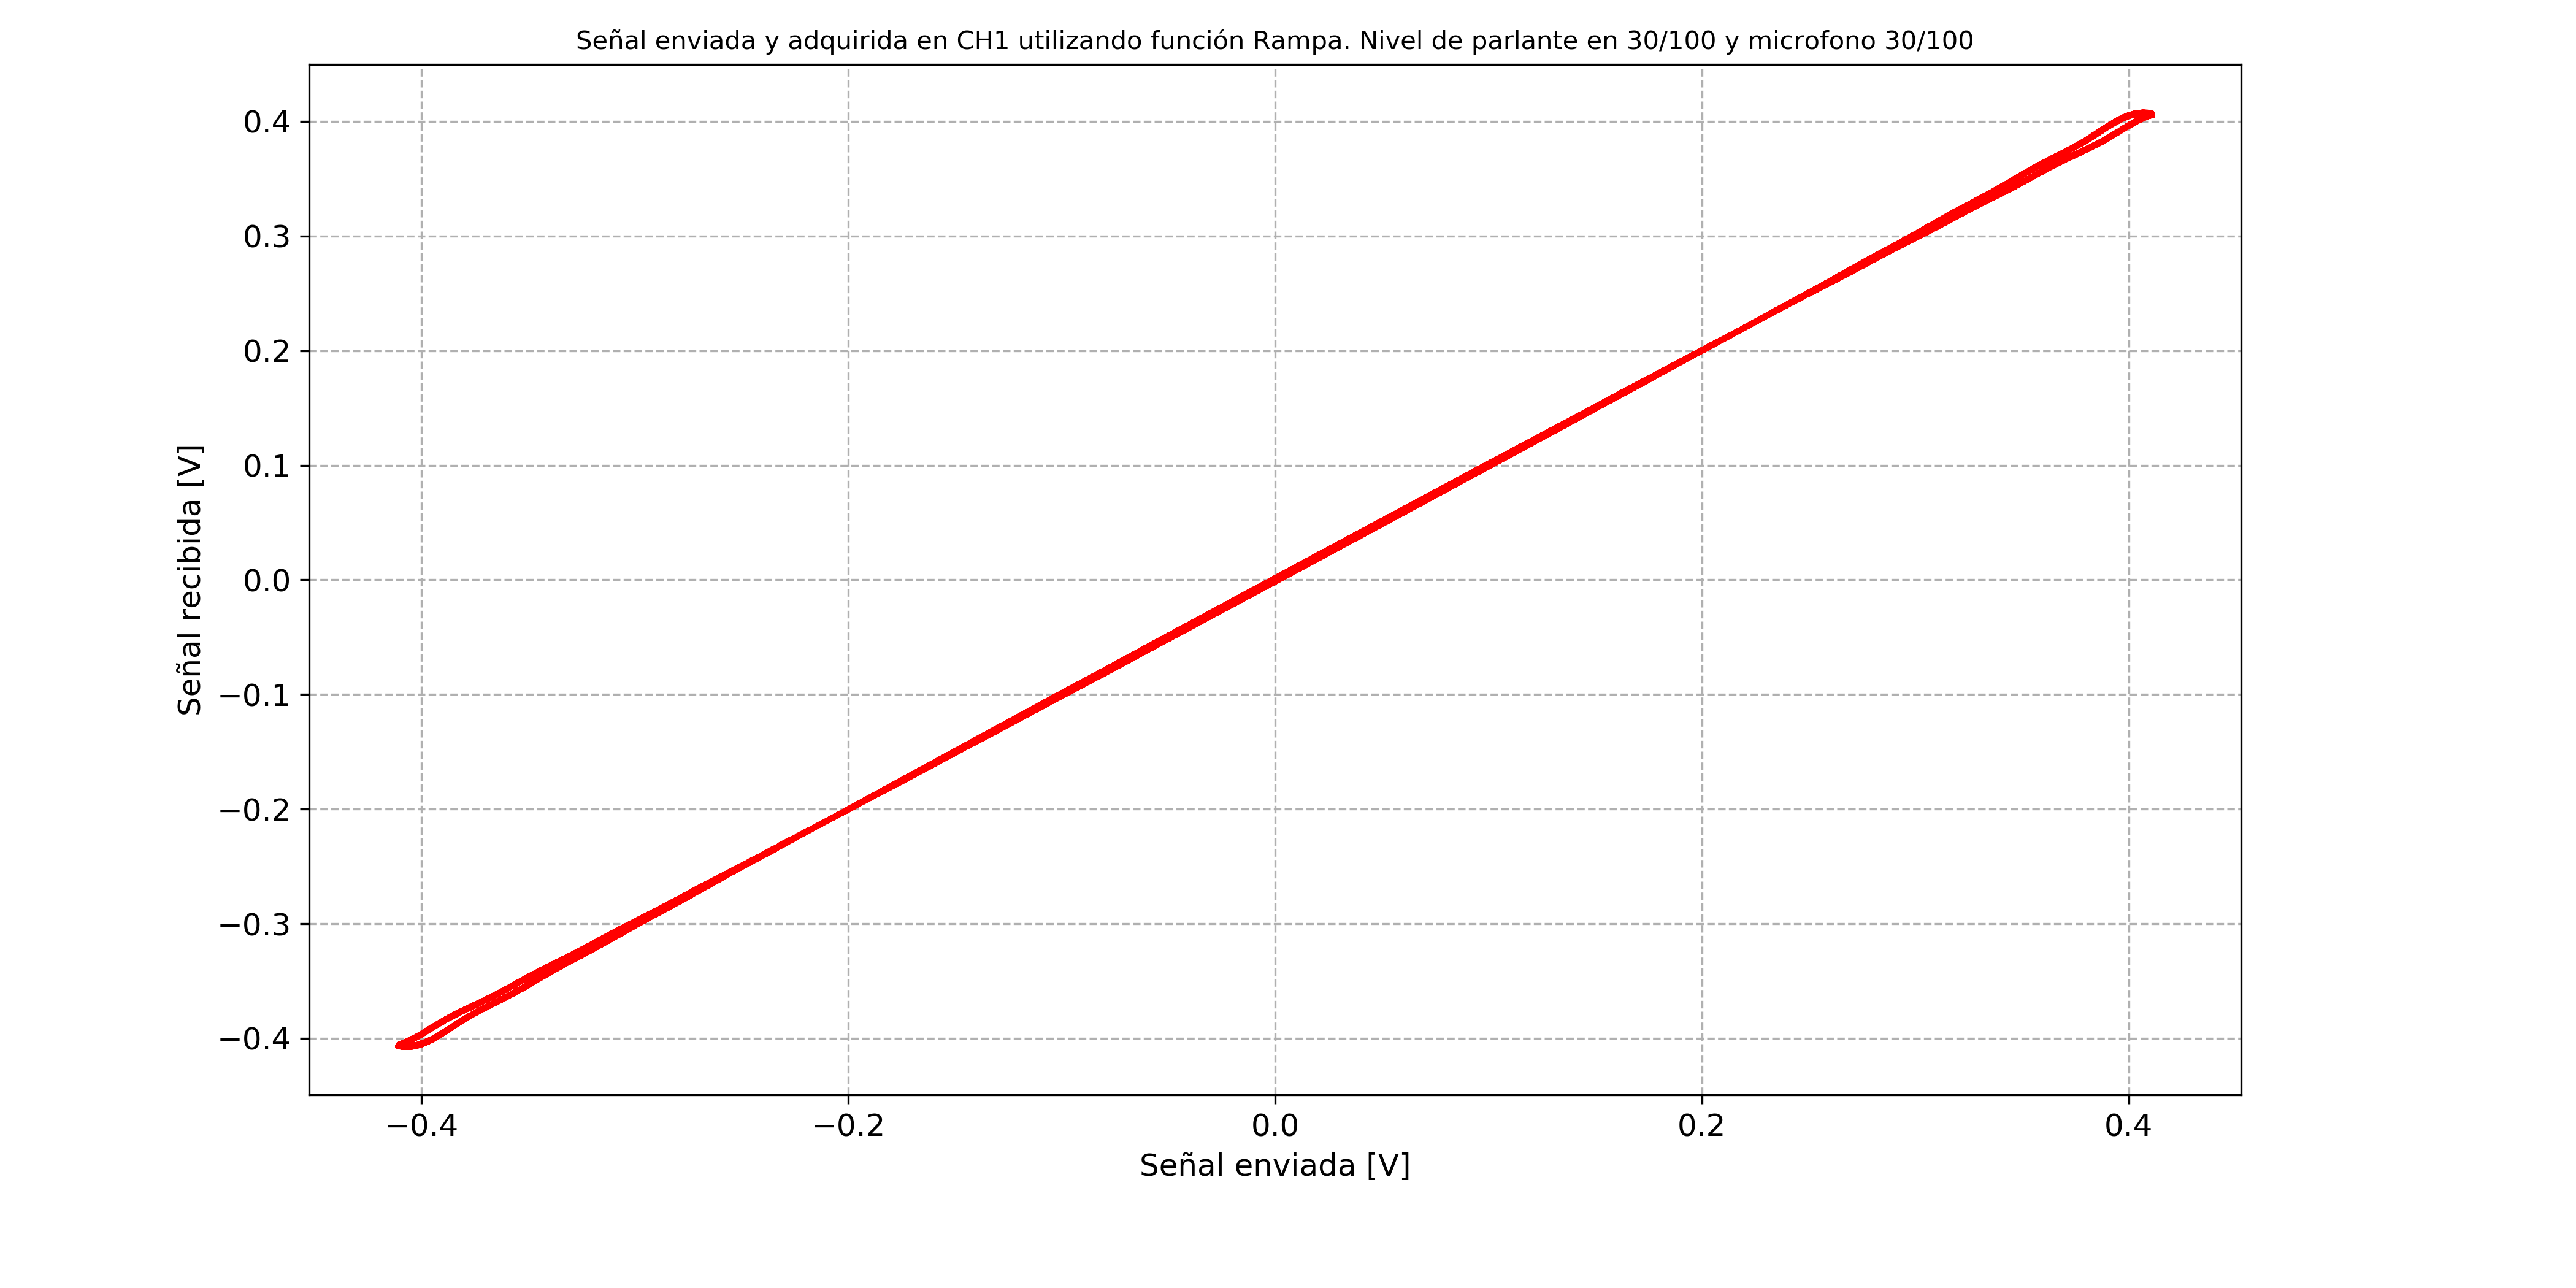 Señal enviada y adquirida en CH1 utilizando función Rampa. Nivel de parlante en 30/100 y microfono 30/100
Señal recibida [V]
0.4
0.3
0.2
0.1
0.0
−0.1
−0.2
−0.3
−0.4
−0.4 −0.2 0.0 0.2 0.4
Señal enviada [V]